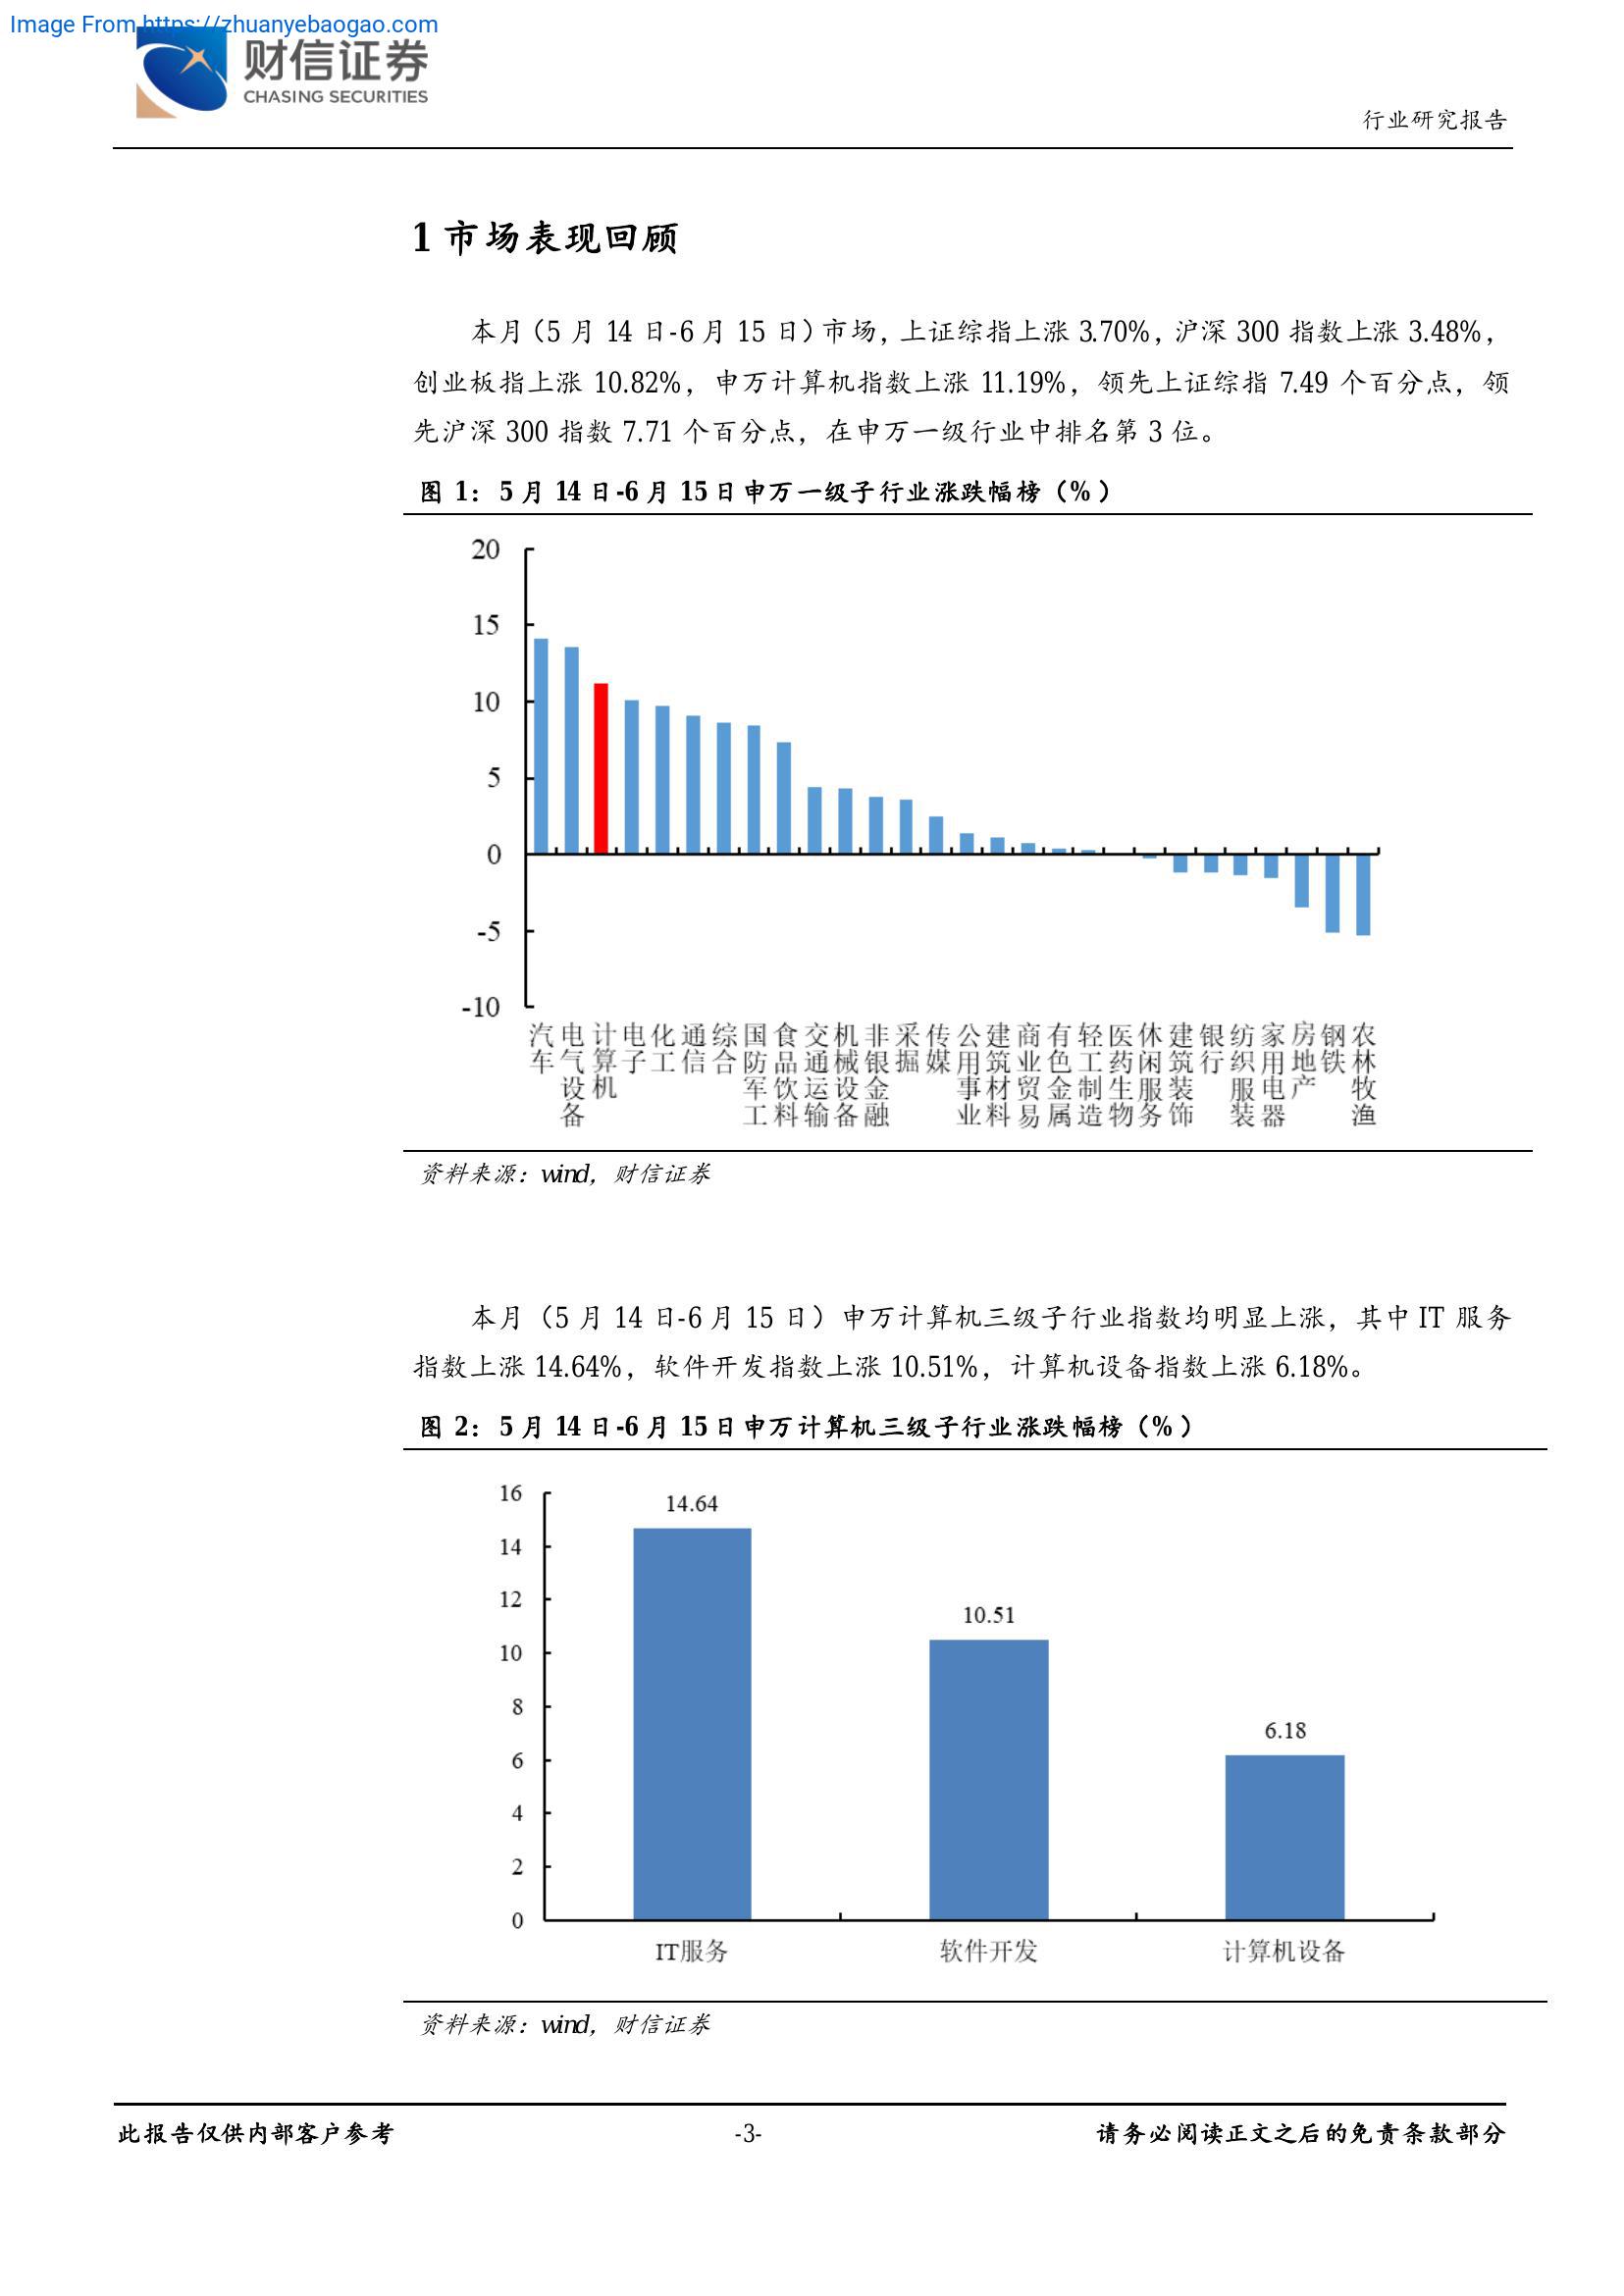 Image From https://zhuanyebaogao.com
财信证券
CHASING SECURITIES
行业研究报告
1 市场表现回顾
本月（5 月 14 日-6 月 15 日）市场，上证综指上涨 3.70%，沪深 300 指数上涨 3.48%，
创业板指上涨 10.82%，申万计算机指数上涨 11.19%，领先上证综指 7.49 个百分点，领
先沪深 300 指数 7.71 个百分点，在申万一级行业中排名第 3 位。
图 1：5 月 14 日-6 月 15 日申万一级子行业涨跌幅榜（%）
20
15
10
5
0
-5
-10
汽车
电气设备
计算机
电子
化工
通信
综合
国防军工
食品饮料
交通运输
机械设备
非银金融
采掘
传媒
公用事业
建筑材料
商业贸易
有色金属
轻工制造
医药生物
休闲服务
建筑装饰
银行
纺织服装
家用电器
房地产
钢铁
农林牧渔
资料来源：wind，财信证券
本月（5 月 14 日-6 月 15 日）申万计算机三级子行业指数均明显上涨，其中 IT 服务
指数上涨 14.64%，软件开发指数上涨 10.51%，计算机设备指数上涨 6.18%。
图 2：5 月 14 日-6 月 15 日申万计算机三级子行业涨跌幅榜（%）
16
14
12
10
8
6
4
2
0
14.64
10.51
6.18
IT服务
软件开发
计算机设备
资料来源：wind，财信证券
此报告仅供内部客户参考
-3-
请务必阅读正文之后的免责条款部分